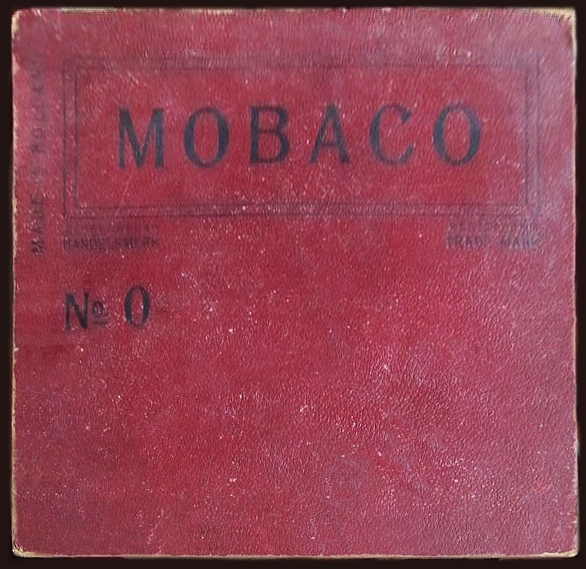 MOBACO
HANDELSMERK
TRADE MARK
Nº 0
MADE IN HOLLAND